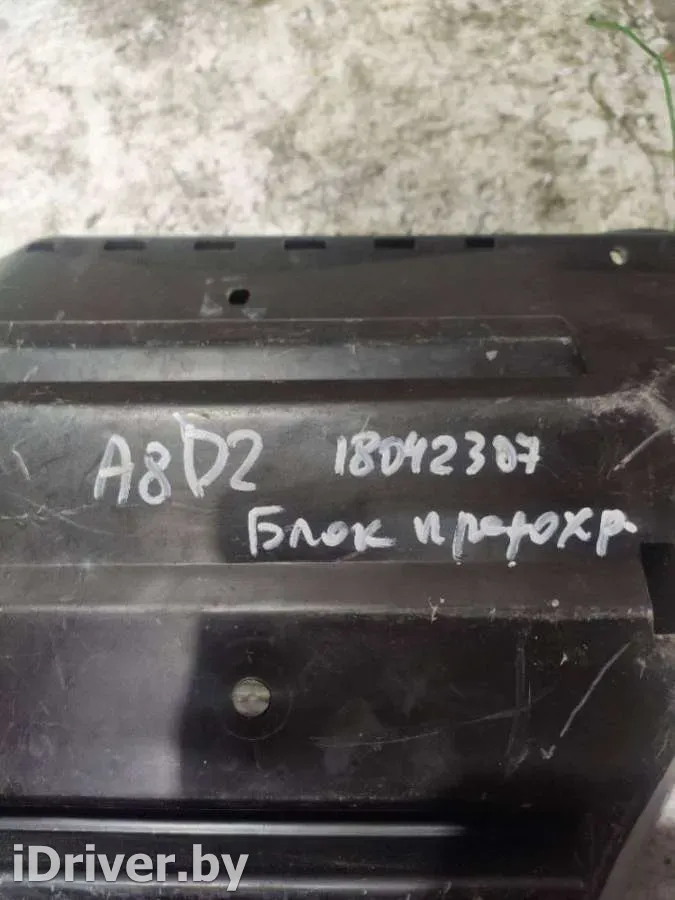 A8D2 18042307
Блок предохр.
iDriver.by